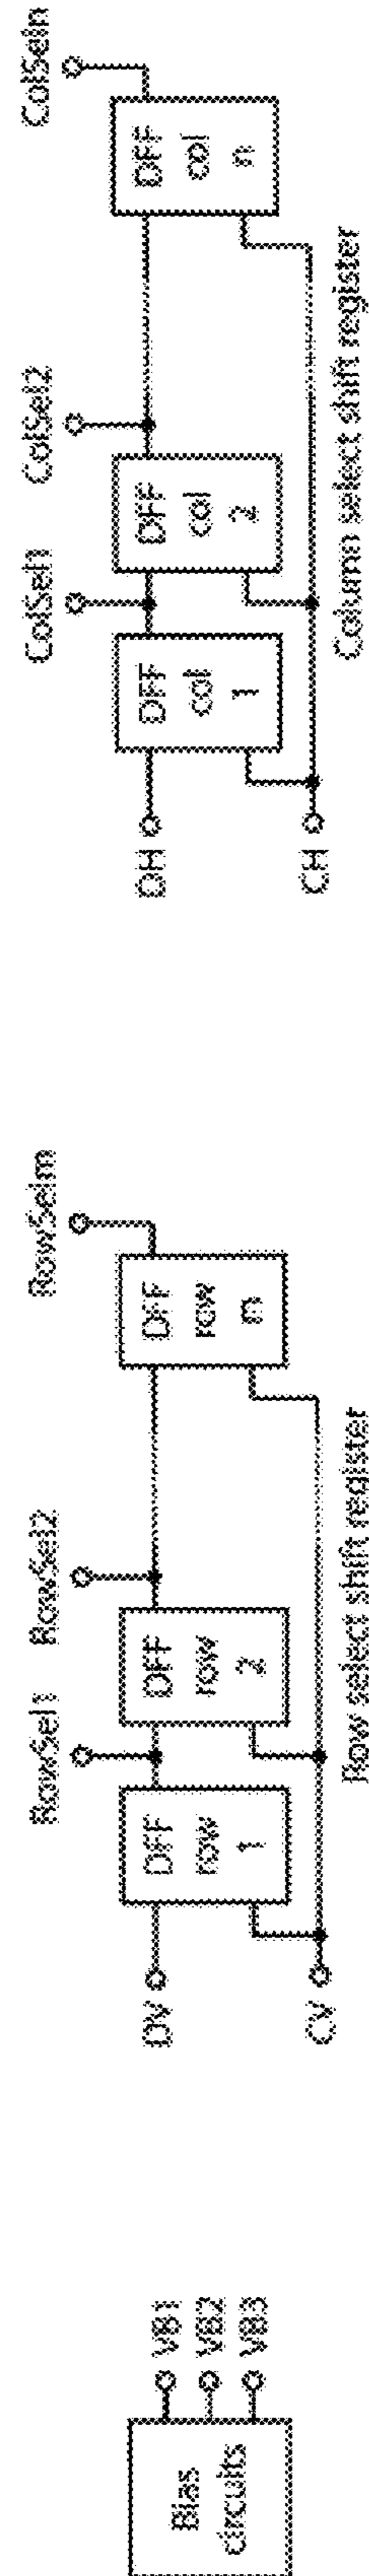 Bias
circuits
VB1
VB2
VB3
RowSel1
RowSel2
RowSelm
DV
DFF
row
1
DFF
row
2
DFF
row
m
CV
Row select shift register
ColSel1
ColSel2
ColSeln
DH
DFF
col
1
DFF
col
2
DFF
col
n
CH
Column select shift register